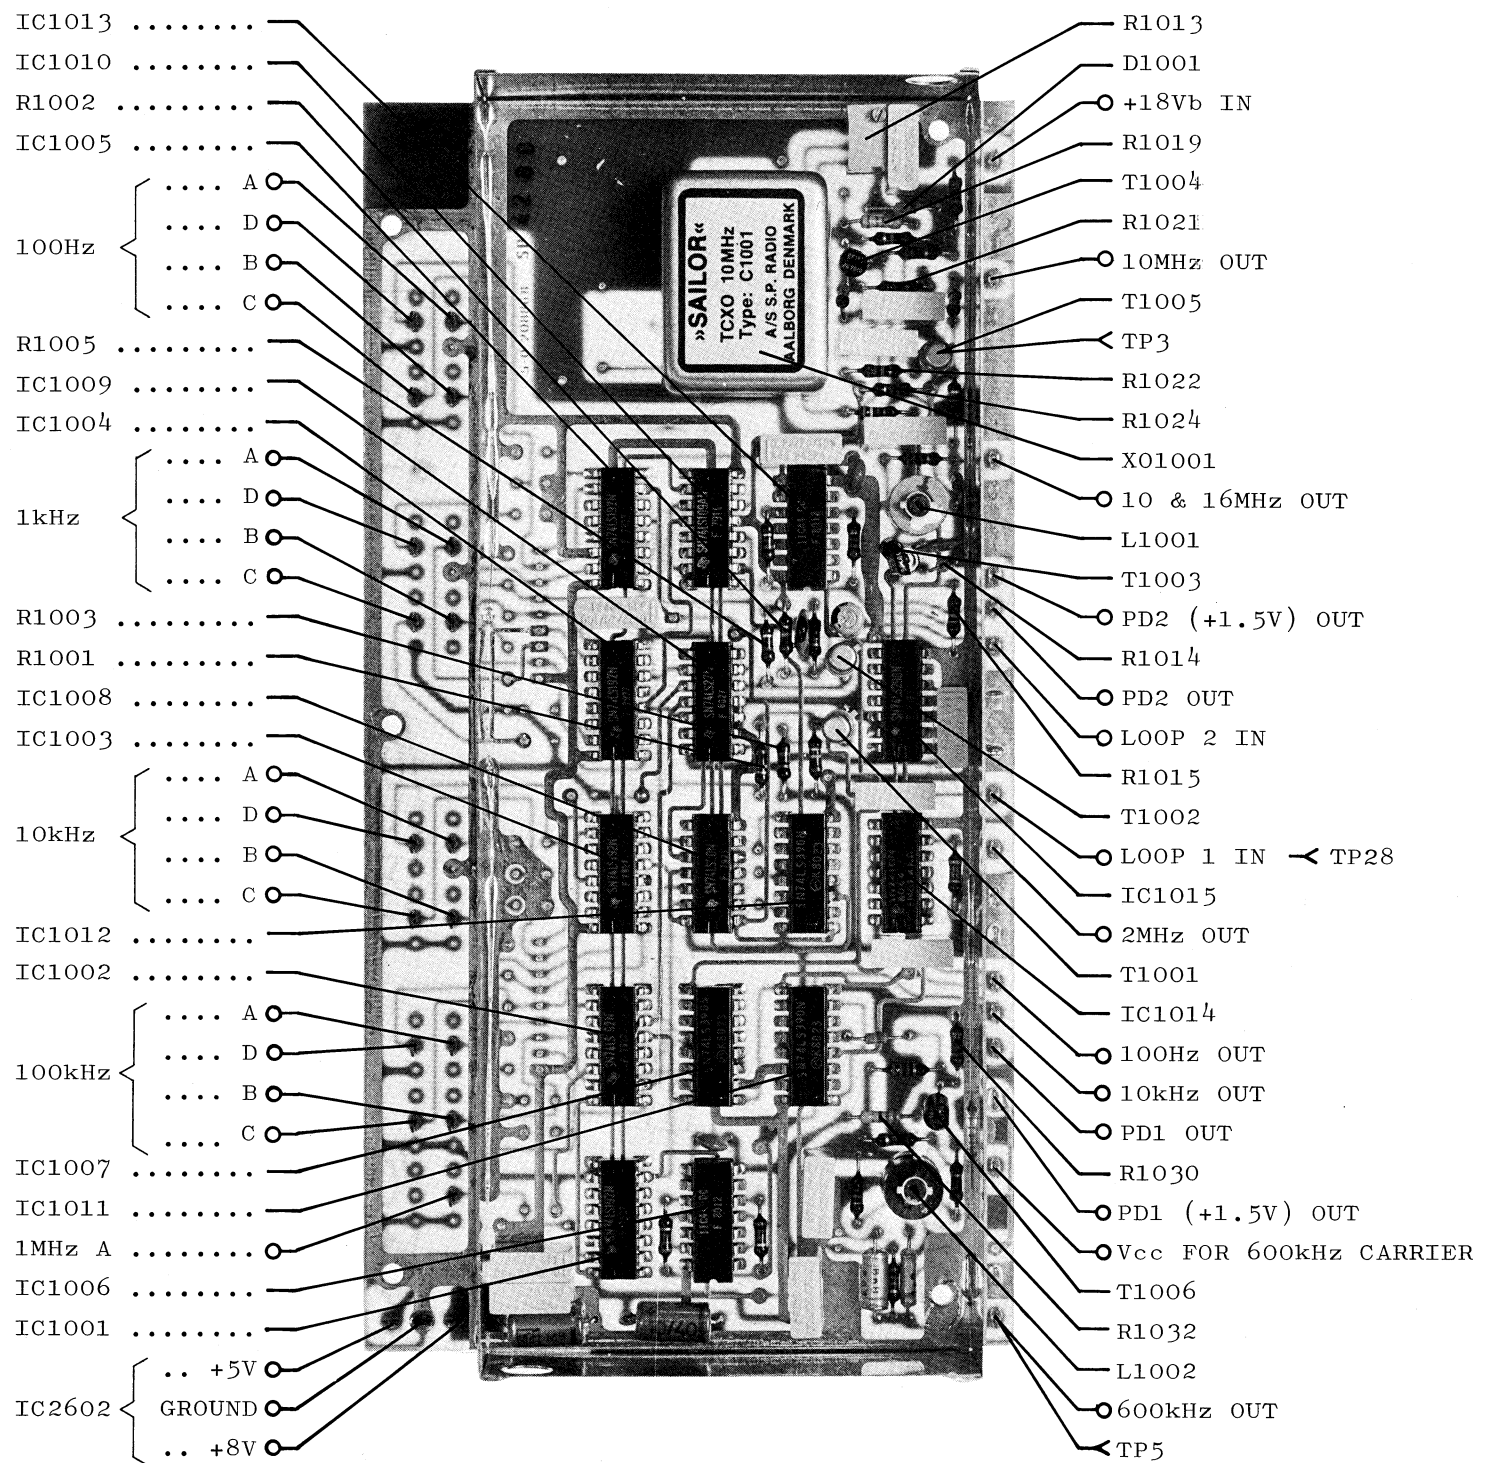 IC1013 ........
IC1010 ........
R1002 .........
IC1005 ........
100Hz
.... A
D
.... B
.... C
R1005 .........
IC1009 ........
IC1004 ........
1kHz
.... A
.... D
.... B
.... C
R1003 .........
R1001 .........
IC1008 ........
IC1003 ........
10kHz
.... A
.... D
.... B
.... C
IC1012 ........
IC1002 ........
100kHz
.... A
.... D
.... B
.... C
IC1007 ........
IC1011 ........
1MHz A ........
IC1006 ........
IC1001 ........
IC2602
.. +5V
GROUND
.. +8V
»SAILOR«
TCXO 10MHz
Type: C1001
A/S S.P. RADIO
AALBORG DENMARK
R1013
D1001
+18Vb IN
R1019
T1004
R1021
10MHz OUT
T1005
TP3
R1022
R1024
XO1001
10 & 16MHz OUT
L1001
T1003
PD2 (+1.5V) OUT
R1014
PD2 OUT
LOOP 2 IN
R1015
T1002
LOOP 1 IN TP28
IC1015
2MHz OUT
T1001
IC1014
100Hz OUT
10kHz OUT
PD1 OUT
R1030
PD1 (+1.5V) OUT
Vcc FOR 600kHz CARRIER
T1006
R1032
L1002
600kHz OUT
TP5